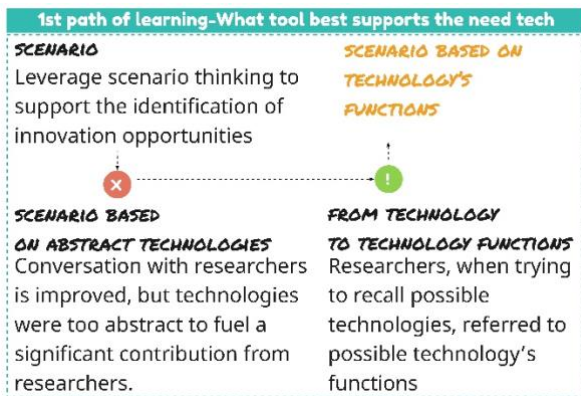 1st path of learning-What tool best supports the need tech
SCENARIO
Leverage scenario thinking to
support the identification of
innovation opportunities
SCENARIO BASED ON
TECHNOLOGY'S
FUNCTIONS
X
!
SCENARIO BASED
ON ABSTRACT TECHNOLOGIES
Conversation with researchers
is improved, but technologies
were too abstract to fuel a
significant contribution from
researchers.
FROM TECHNOLOGY
TO TECHNOLOGY FUNCTIONS
Researchers, when trying
to recall possible
technologies, referred to
possible technology's
functions